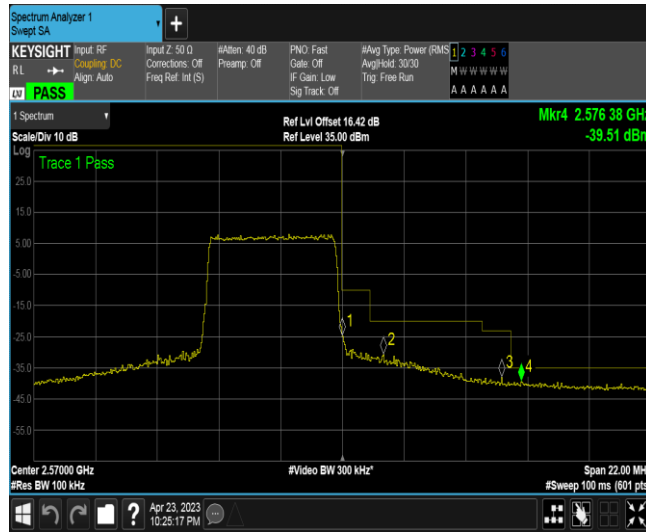 Spectrum Analyzer 1
Swept SA
+
KEYSIGHT Input: RF Input Z: 50 Ω #Atten: 40 dB PNO: Fast #Avg Type: Power (RMS 1 2 3 4 5 6
RL Coupling: DC Corrections: Off Preamp: Off Gate: Off Avg|Hold: 30/30 M W W W W W
Align: Auto Freq Ref: Int (S) IF Gain: Low Trig: Free Run
LXI PASS Sig Track: Off A A A A A A
1 Spectrum Ref Lvl Offset 16.42 dB Mkr4 2.576 38 GHz
Scale/Div 10 dB Ref Level 35.00 dBm -39.51 dBm
Log
Trace 1 Pass
25.0
15.0
5.00
-5.00
-15.0
1
2
-25.0
3 4
-35.0
-45.0
-55.0
Center 2.57000 GHz #Video BW 300 kHz* Span 22.00 MH
#Res BW 100 kHz #Sweep 100 ms (601 pts
? Apr 23, 2023
10:25:17 PM